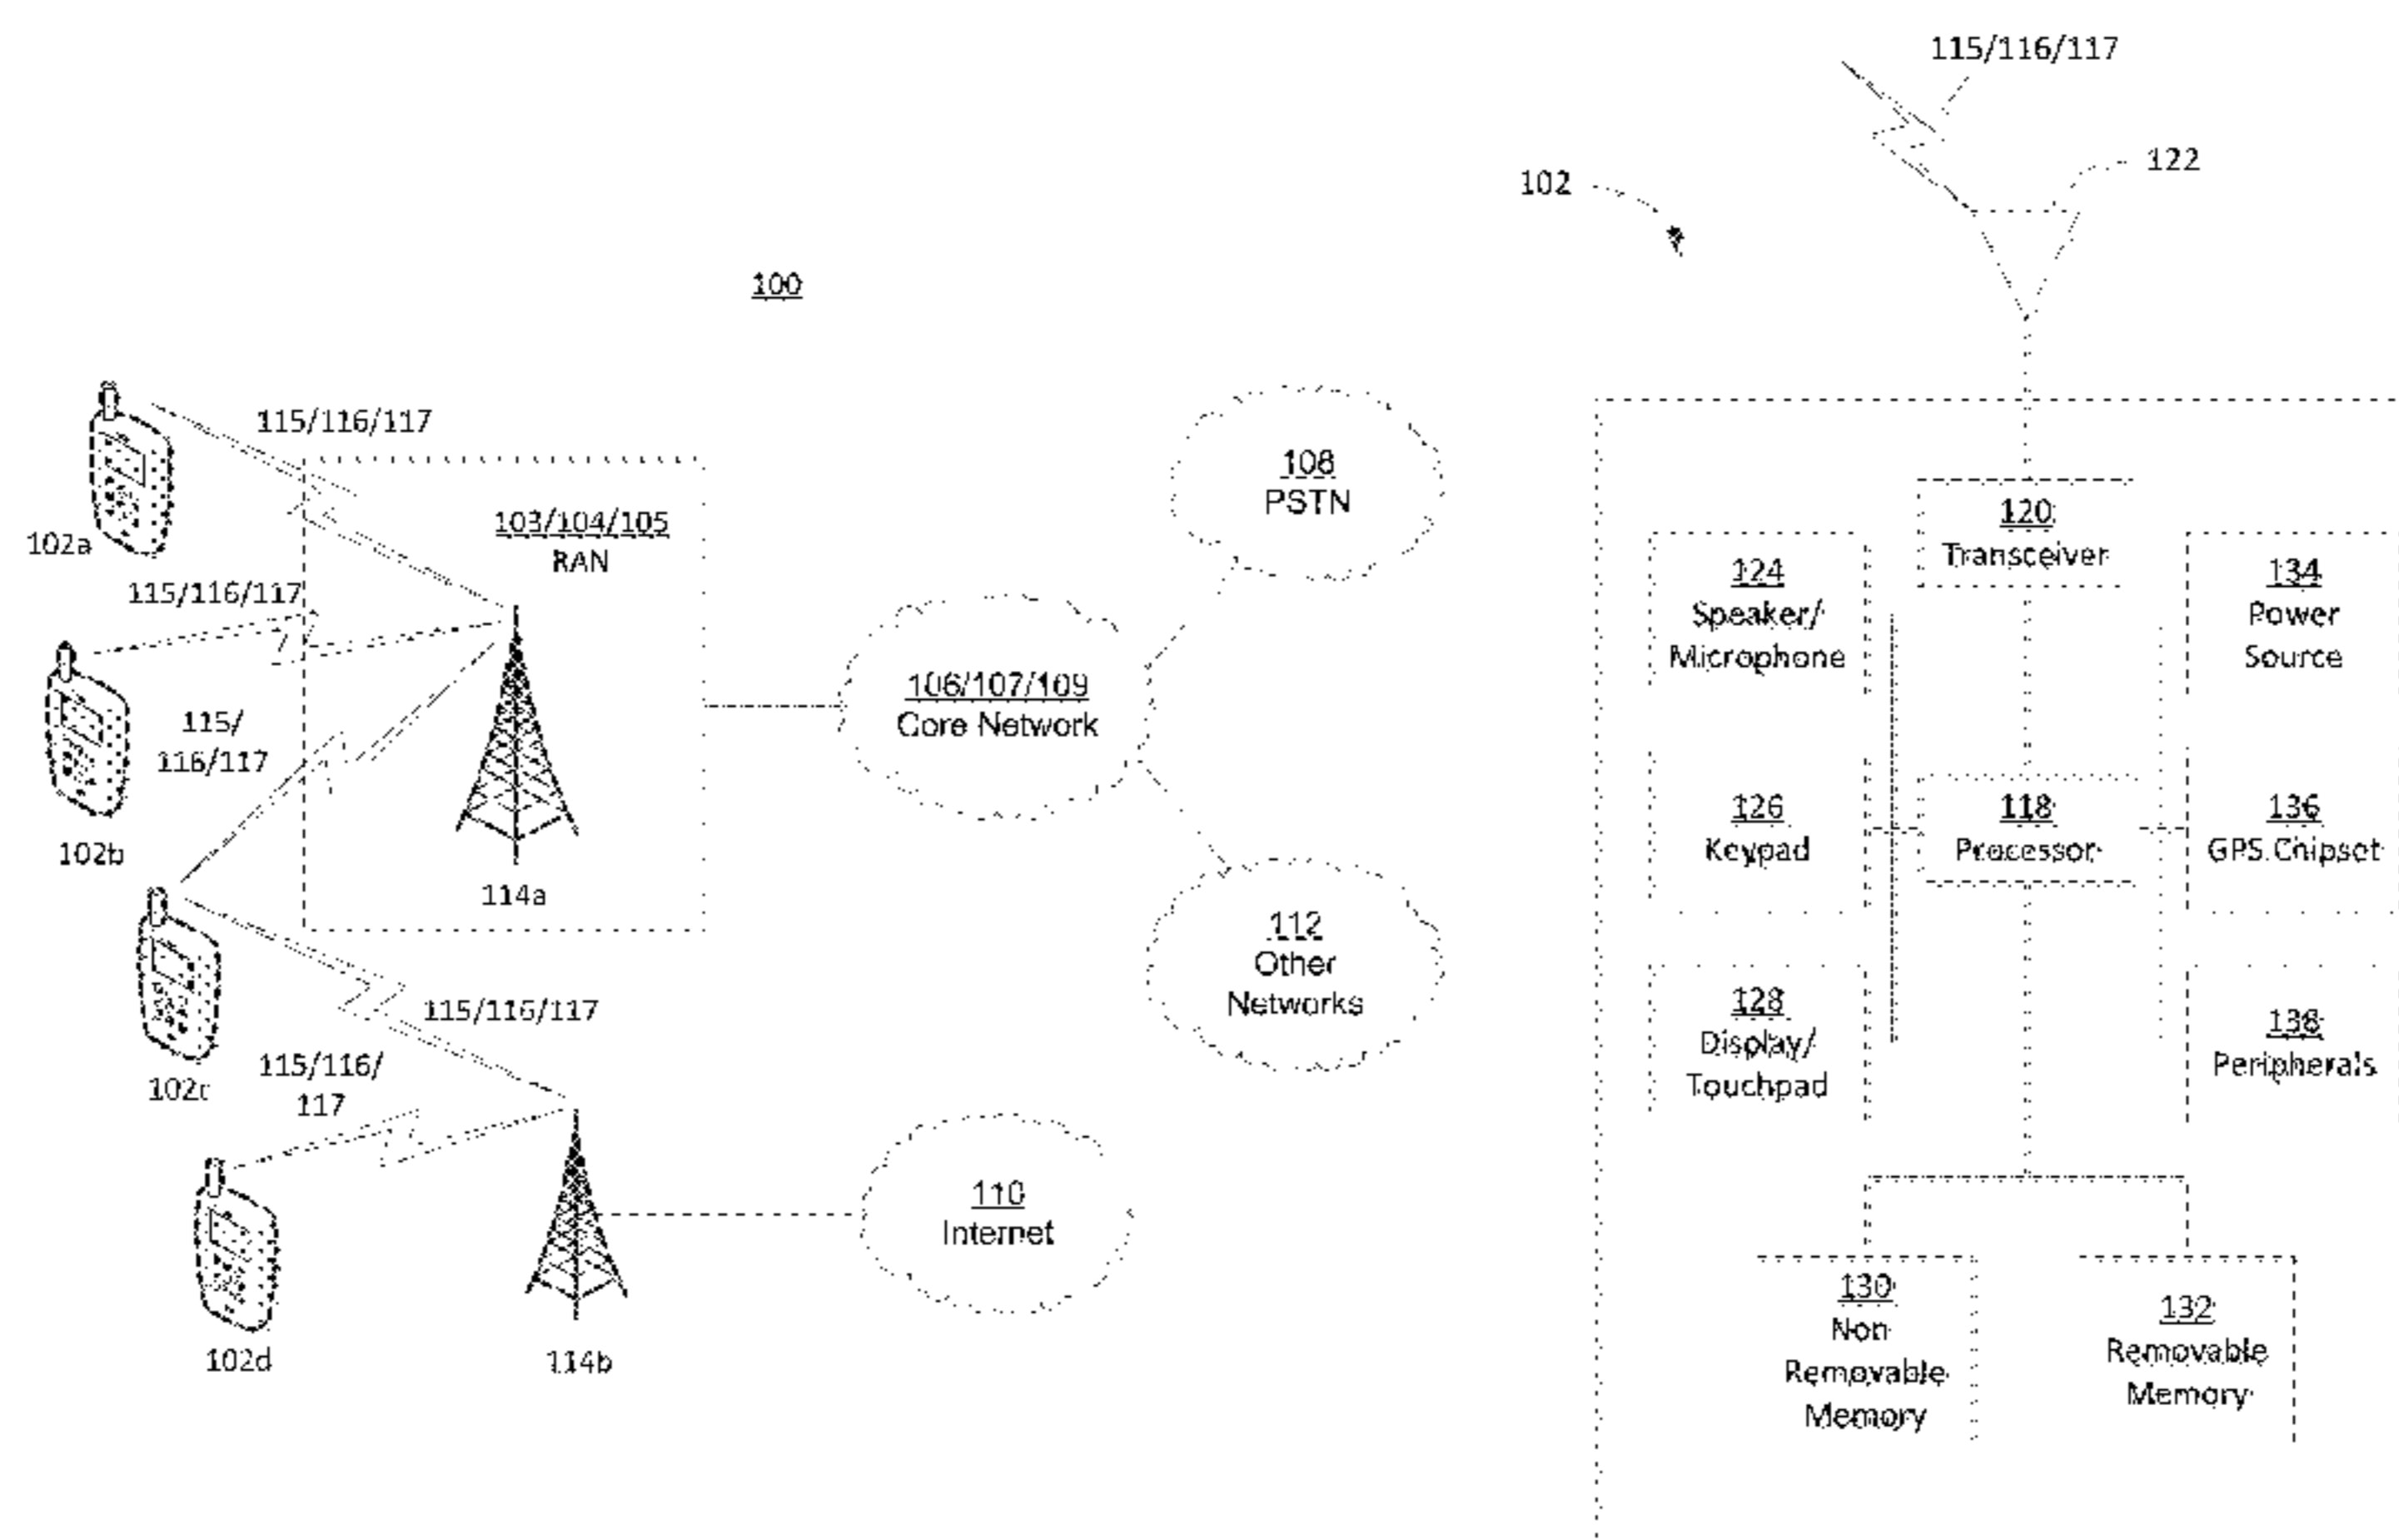 100
102a
115/116/117
103/104/105
RAN
115/116/117
102b
115/
116/117
114a
102c
115/116/117
115/116/
117
102d
114b
106/107/109
Core Network
108
PSTN
112
Other
Networks
110
Internet
115/116/117
122
102
120
Transceiver
124
Speaker/
Microphone
134
Power
Source
126
Keypad
118
Processor
136
GPS Chipset
128
Display/
Touchpad
138
Peripherals
130
Non
Removable
Memory
132
Removable
Memory